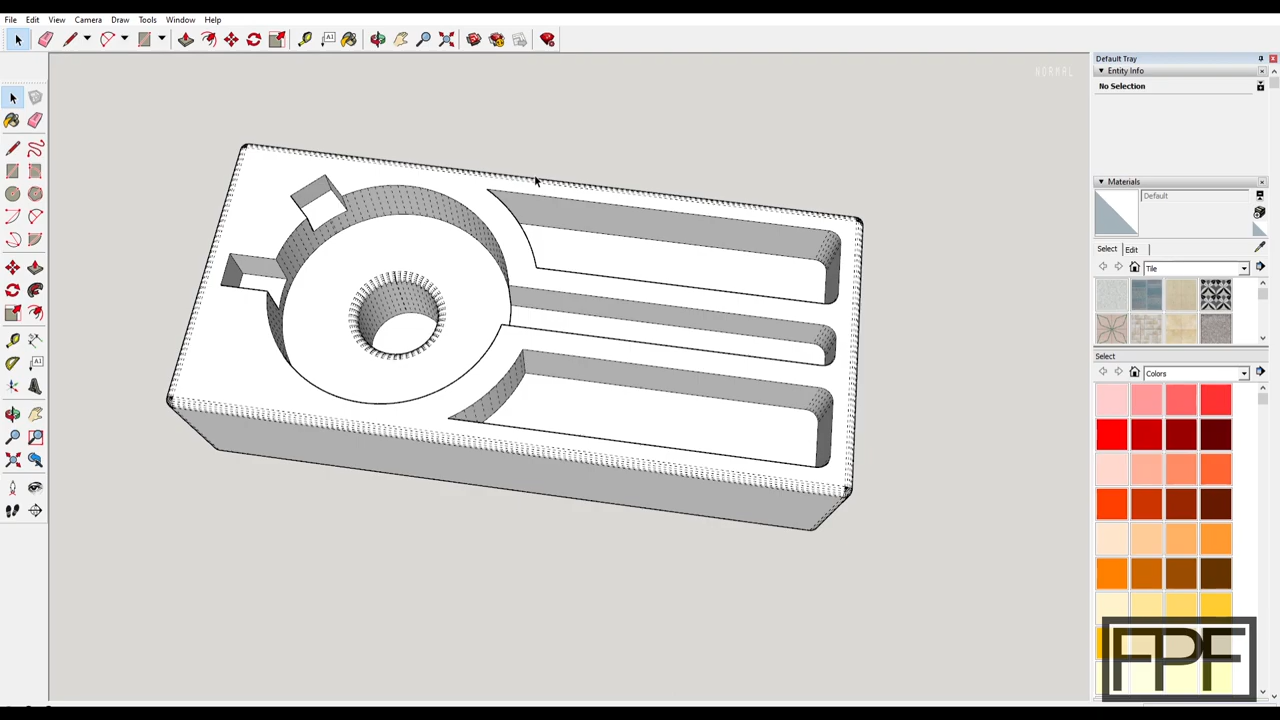 File Edit View Camera Draw Tools Window Help
Default Tray
Entity Info
No Selection
NORMAL
Materials
Default
Select Edit
Tile
Select
Colors
FPF